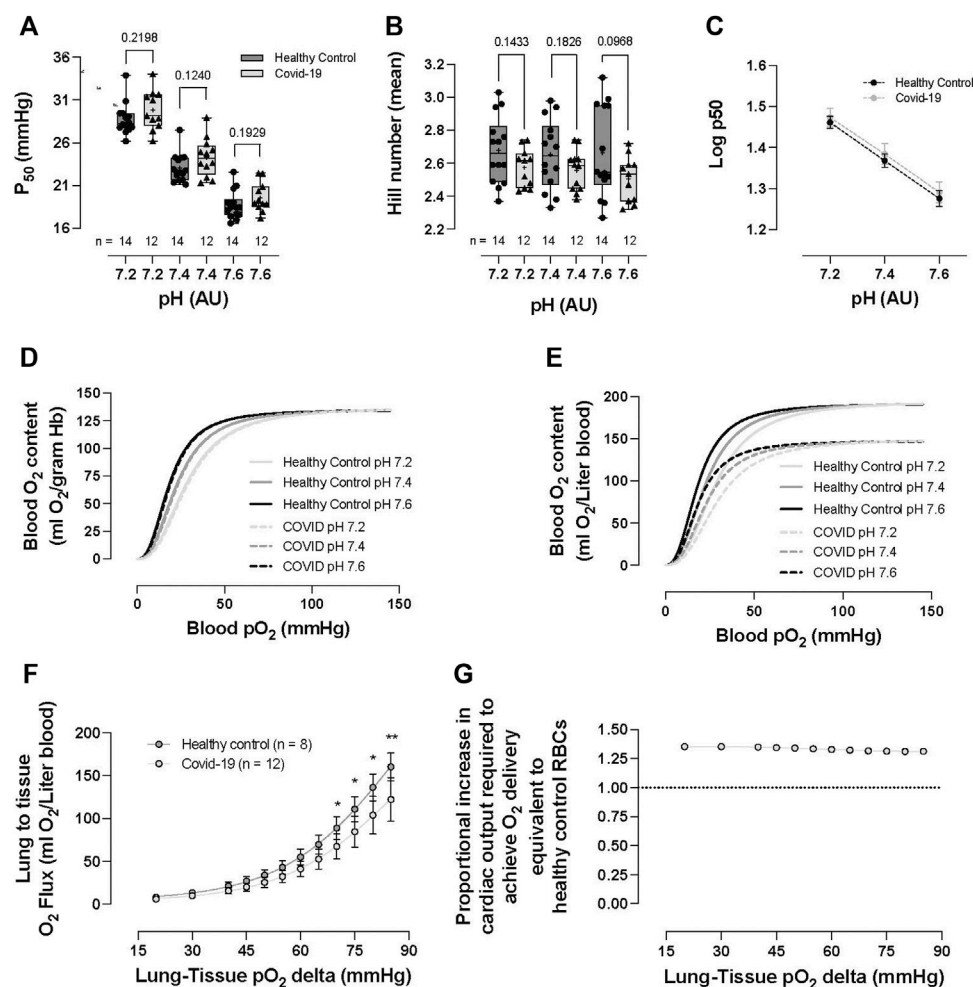 A
0.2198
0.1240
0.1929
Healthy Control
Covid-19
P50 (mmHg)
36
31
26
21
16
n = 14 12 14 12 14 12
7.2 7.2 7.4 7.4 7.6 7.6
pH (AU)
B
0.1433 0.1826 0.0968
Hill number (mean)
3.2
3.0
2.8
2.6
2.4
2.2
n = 14 12 14 12 14 12
7.2 7.2 7.4 7.4 7.6 7.6
pH (AU)
C
Healthy Control
Covid-19
Log p50
1.6
1.5
1.4
1.3
1.2
7.2 7.4 7.6
pH (AU)
D
Blood O2 content
(ml O2/gram Hb)
150
125
100
75
50
25
0
Healthy Control pH 7.2
Healthy Control pH 7.4
Healthy Control pH 7.6
COVID pH 7.2
COVID pH 7.4
COVID pH 7.6
0 50 100 150
Blood pO2 (mmHg)
E
Blood O2 content
(ml O2/Liter blood)
200
150
100
50
0
Healthy Control pH 7.2
Healthy Control pH 7.4
Healthy Control pH 7.6
COVID pH 7.2
COVID pH 7.4
COVID pH 7.6
0 50 100 150
Blood pO2 (mmHg)
F
Lung to tissue
O2 Flux (ml O2/Liter blood)
200
150
100
50
0
Healthy control (n = 8)
Covid-19 (n = 12)
* * * **
15 30 45 60 75 90
Lung-Tissue pO2 delta (mmHg)
G
Proportional increase in
cardiac output required to
achieve O2 delivery
equivalent to
healthy control RBCs
1.50
1.25
1.00
0.75
0.50
0.25
0.00
15 30 45 60 75 90
Lung-Tissue pO2 delta (mmHg)